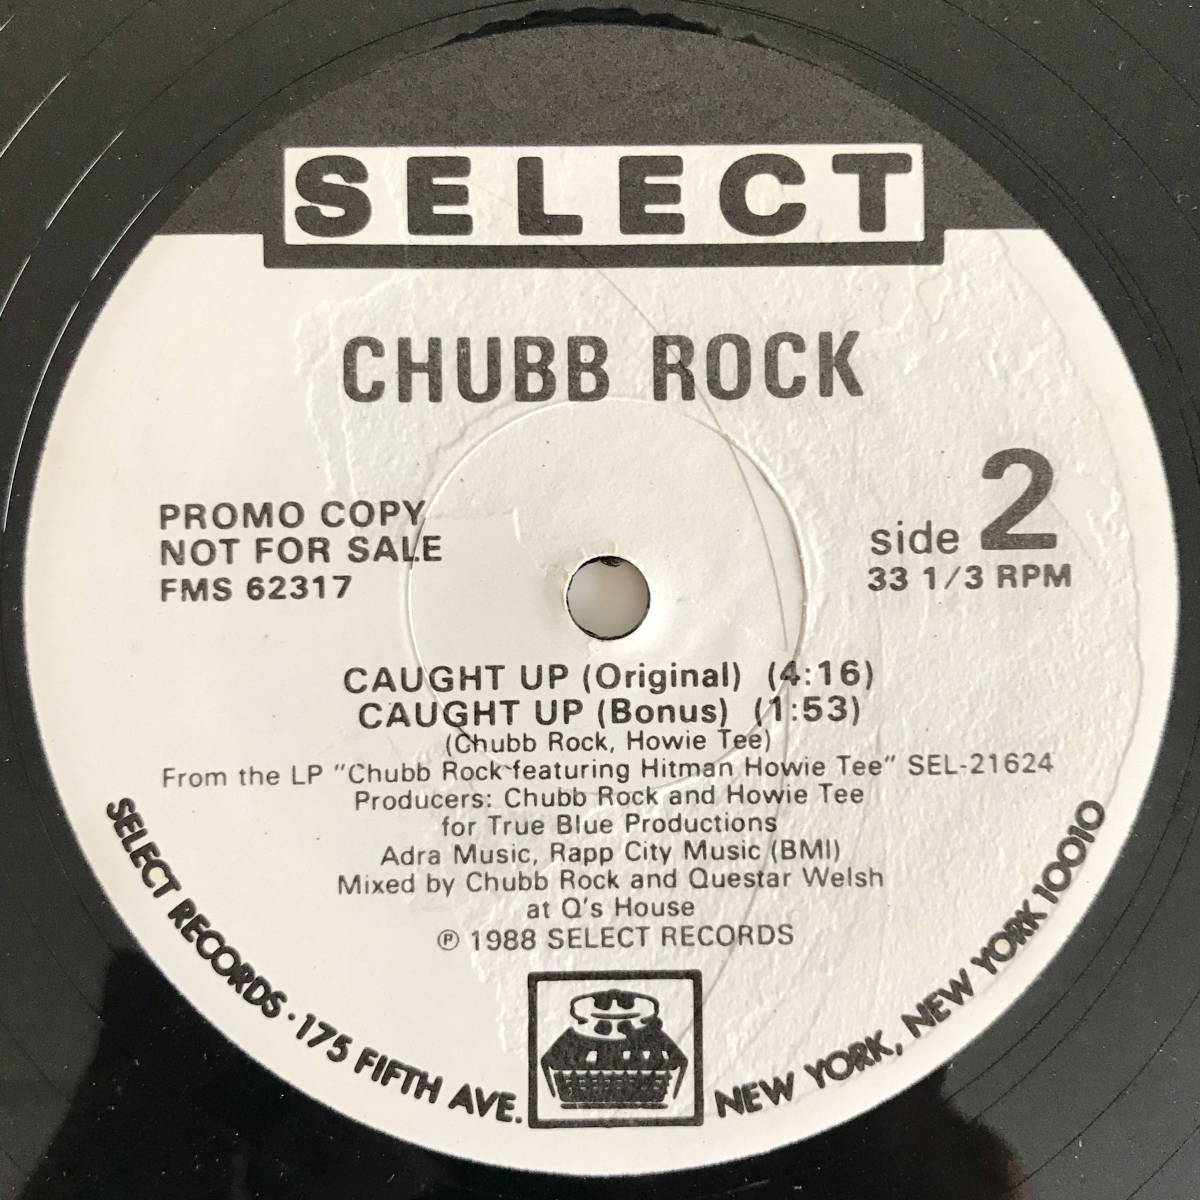 SELECT
CHUBB ROCK
PROMO COPY
NOT FOR SALE
FMS 62317
side 2
33 1/3 RPM
CAUGHT UP (Original) (4:16)
CAUGHT UP (Bonus) (1:53)
(Chubb Rock, Howie Tee)
From the LP "Chubb Rock featuring Hitman Howie Tee" SEL-21624
Producers: Chubb Rock and Howie Tee
for True Blue Productions
Adra Music, Rapp City Music (BMI)
Mixed by Chubb Rock and Questar Welsh
at Q's House
℗ 1988 SELECT RECORDS
SELECT RECORDS · 175 FIFTH AVE. NEW YORK, NEW YORK 10010